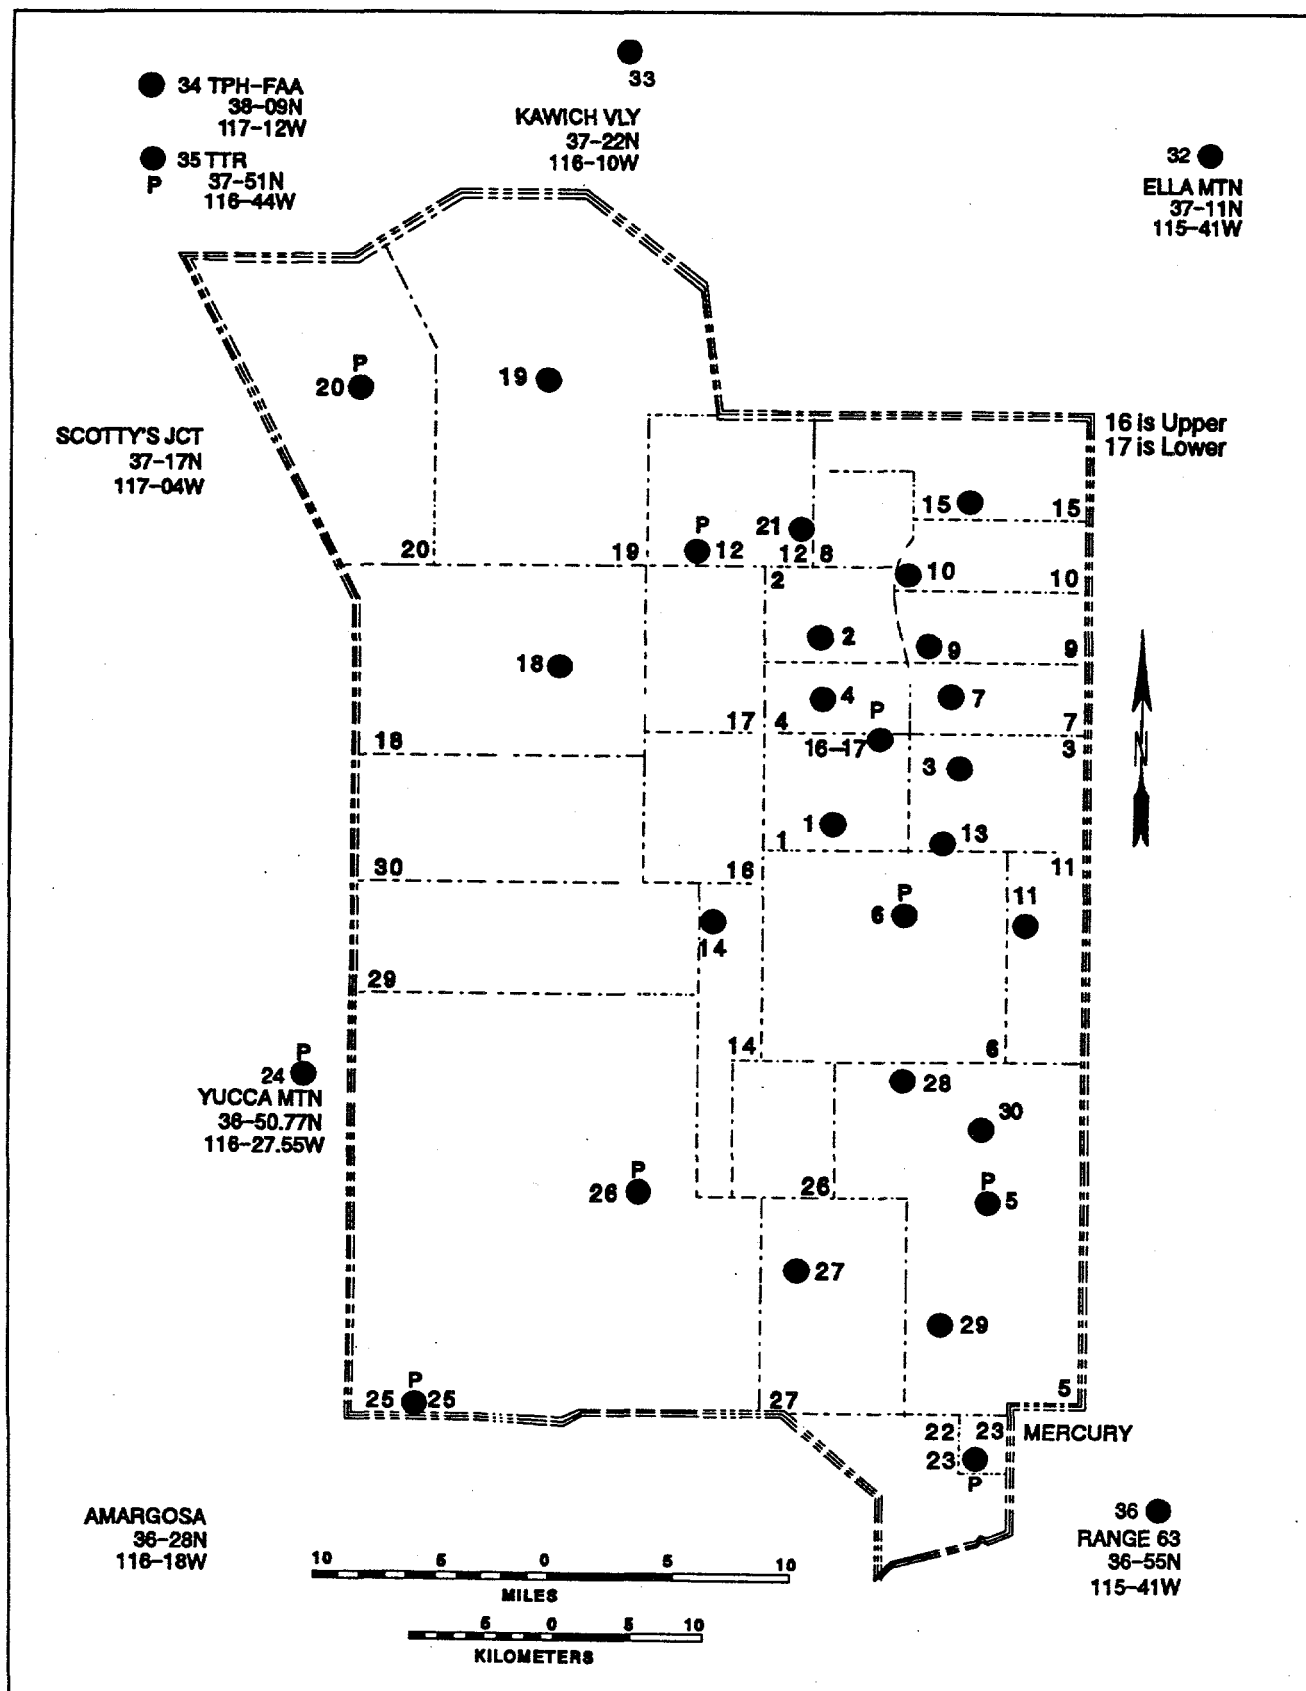 33
34 TPH-FAA
38-09N
117-12W
KAWICH VLY
37-22N
116-10W
35 TTR
P
37-51N
116-44W
32
ELLA MTN
37-11N
115-41W
P
20
19
SCOTTY'S JCT
37-17N
117-04W
16 is Upper
17 is Lower
15
15
21
P
12
20
19
12
8
2
10
10
2
9
9
18
4
7
P
17
4
7
16-17
18
3
3
1
13
1
11
30
16
P
6
11
14
29
14
6
P
24
YUCCA MTN
36-50.77N
116-27.55W
28
30
P
26
26
P
5
27
29
P
25
25
27
5
22
23
MERCURY
23
P
AMARGOSA
36-28N
116-18W
36
RANGE 63
36-55N
115-41W
N
10 5 0 5 10
MILES
5 0 5 10
KILOMETERS